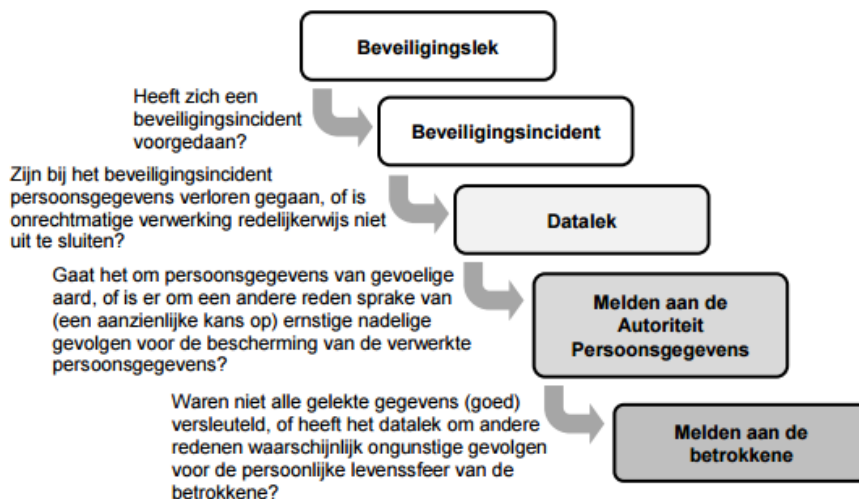 Beveiligingslek
Heeft zich een
beveiligingsincident
voorgedaan?
Beveiligingsincident
Zijn bij het beveiligingsincident
persoonsgegevens verloren gegaan, of is
onrechtmatige verwerking redelijkerwijs niet
uit te sluiten?
Datalek
Gaat het om persoonsgegevens van gevoelige
aard, of is er om een andere reden sprake van
(een aanzienlijke kans op) ernstige nadelige
gevolgen voor de bescherming van de verwerkte
persoonsgegevens?
Melden aan de
Autoriteit
Persoonsgegevens
Waren niet alle gelekte gegevens (goed)
versleuteld, of heeft het datalek om andere
redenen waarschijnlijk ongunstige gevolgen
voor de persoonlijke levenssfeer van de
betrokkene?
Melden aan de
betrokkene